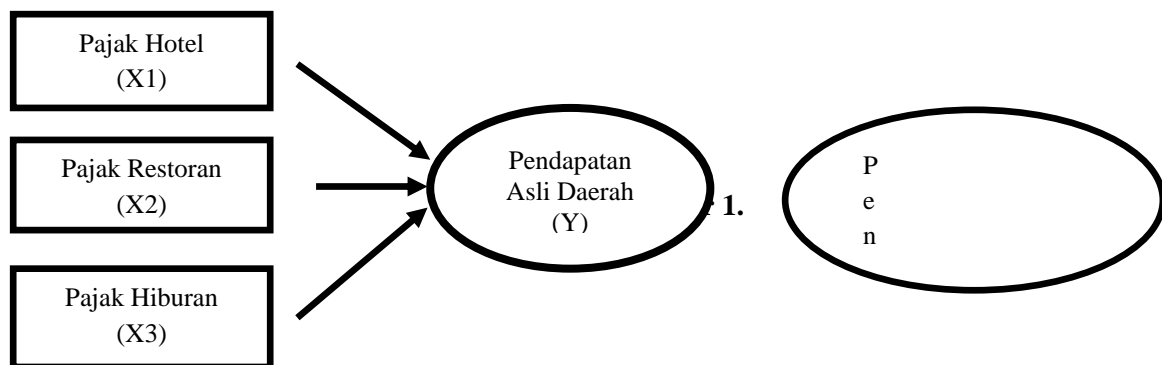 Pajak Hotel
(X1)
Pajak Restoran
(X2)
Pajak Hiburan
(X3)
Pendapatan
Asli Daerah
(Y)
1.
P
e
n